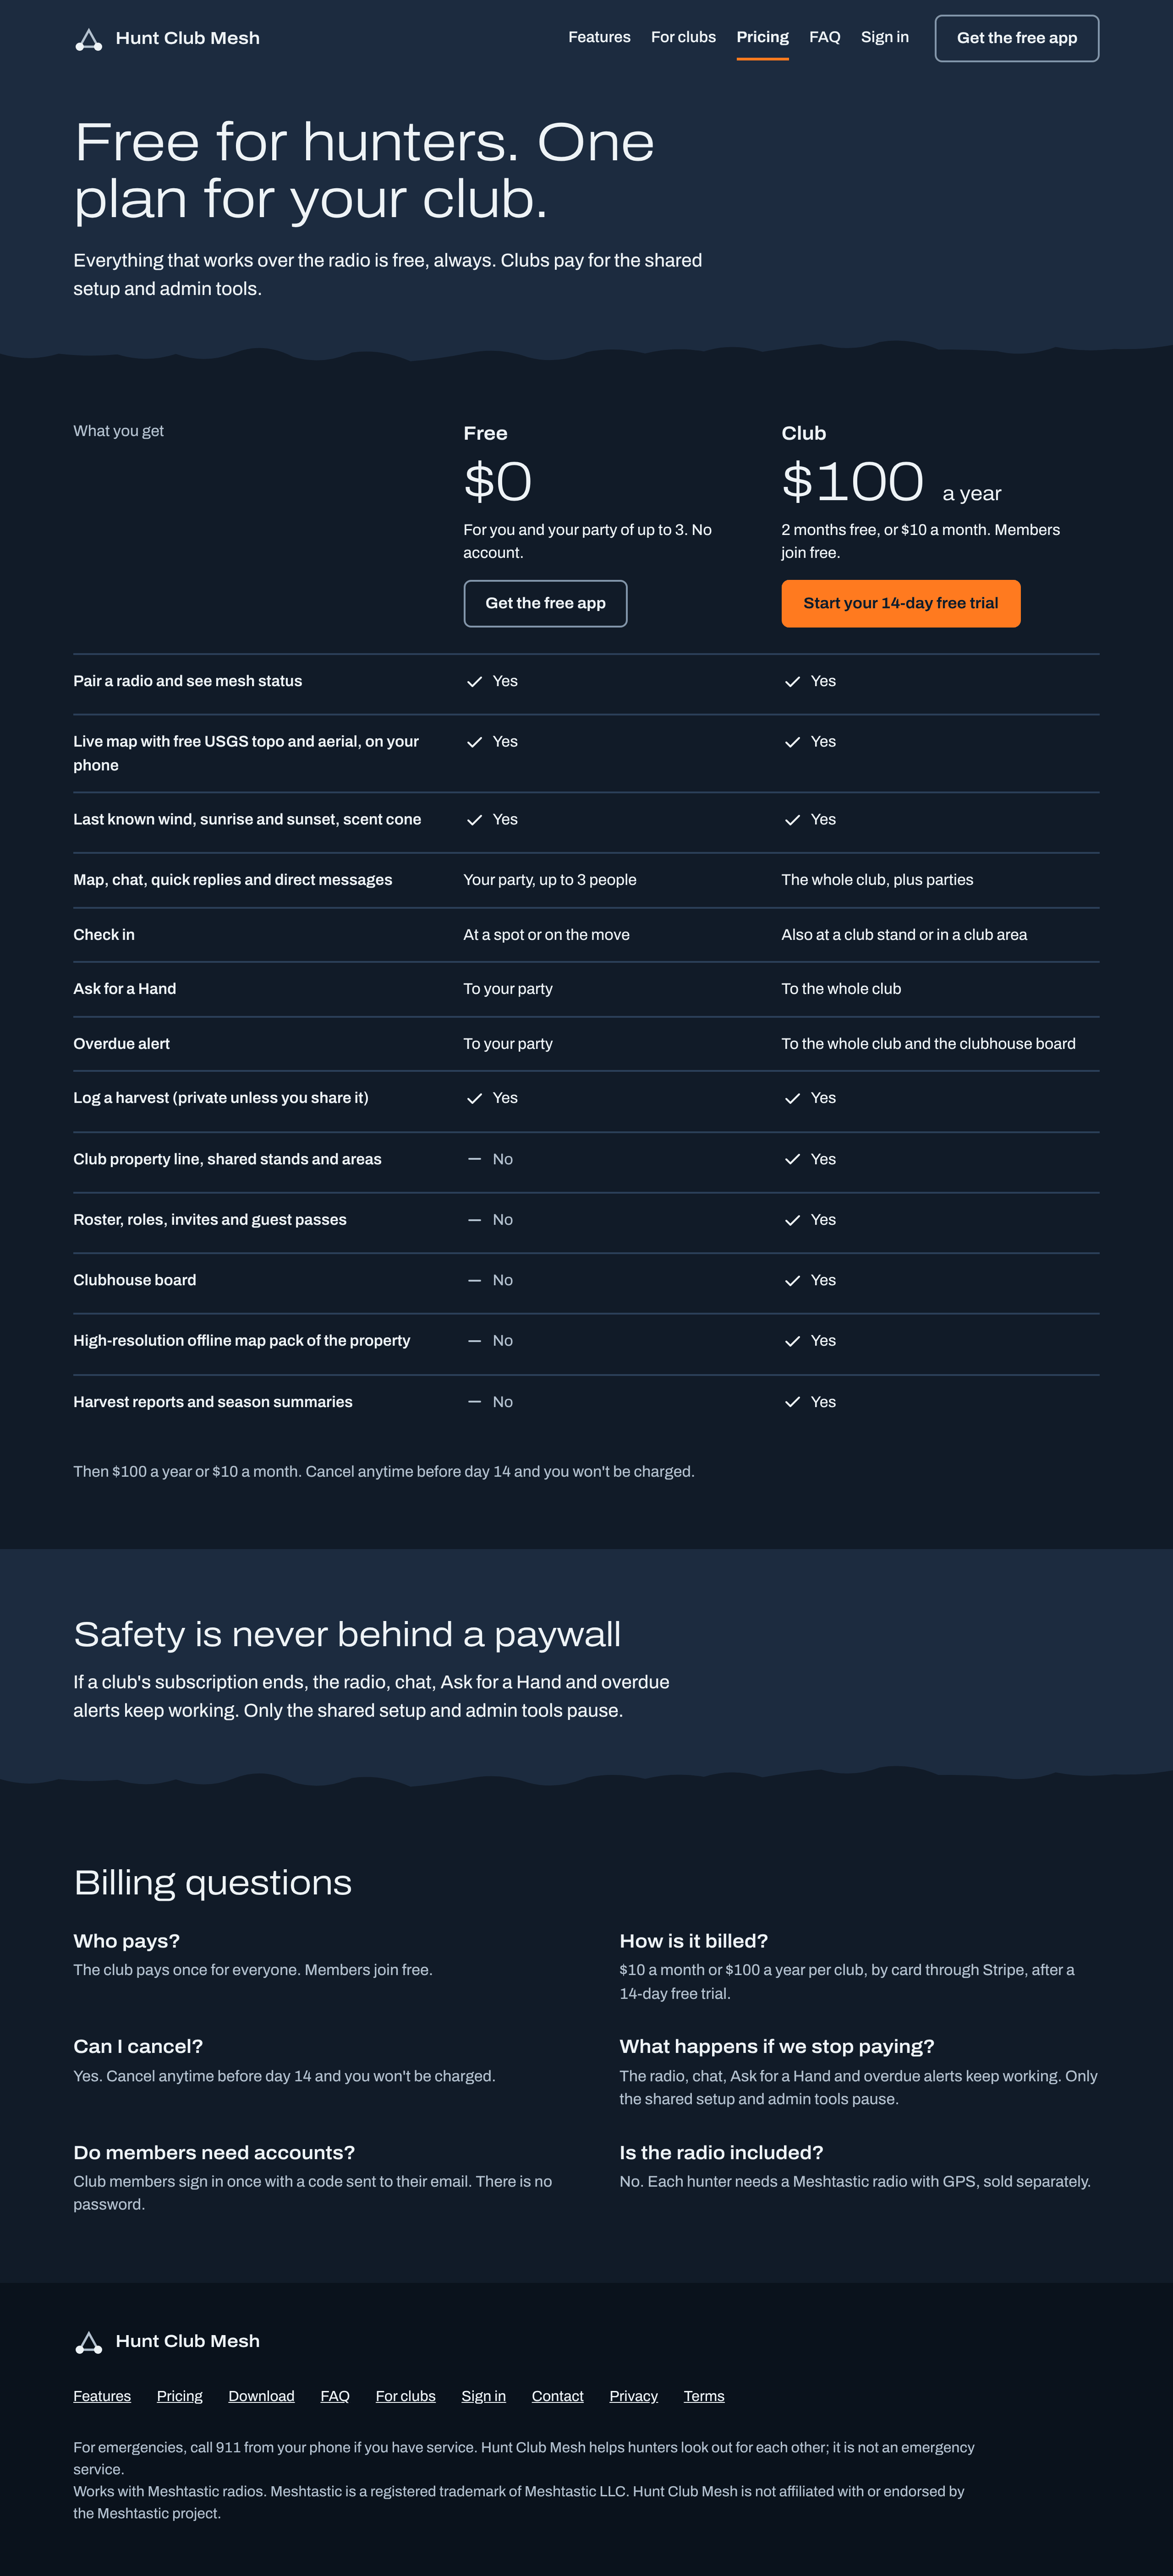 Hunt Club Mesh
Features For clubs Pricing FAQ Sign in Get the free app
Free for hunters. One
plan for your club.
Everything that works over the radio is free, always. Clubs pay for the shared
setup and admin tools.
What you get Free Club
$0 $100 a year
For you and your party of up to 3. No
account.
2 months free, or $10 a month. Members
join free.
Get the free app Start your 14-day free trial
Pair a radio and see mesh status Yes Yes
Live map with free USGS topo and aerial, on your
phone
Yes Yes
Last known wind, sunrise and sunset, scent cone Yes Yes
Map, chat, quick replies and direct messages Your party, up to 3 people The whole club, plus parties
Check in At a spot or on the move Also at a club stand or in a club area
Ask for a Hand To your party To the whole club
Overdue alert To your party To the whole club and the clubhouse board
Log a harvest (private unless you share it) Yes Yes
Club property line, shared stands and areas No Yes
Roster, roles, invites and guest passes No Yes
Clubhouse board No Yes
High-resolution offline map pack of the property No Yes
Harvest reports and season summaries No Yes
Then $100 a year or $10 a month. Cancel anytime before day 14 and you won't be charged.
Safety is never behind a paywall
If a club's subscription ends, the radio, chat, Ask for a Hand and overdue
alerts keep working. Only the shared setup and admin tools pause.
Billing questions
Who pays?
The club pays once for everyone. Members join free.
How is it billed?
$10 a month or $100 a year per club, by card through Stripe, after a
14-day free trial.
Can I cancel?
Yes. Cancel anytime before day 14 and you won't be charged.
What happens if we stop paying?
The radio, chat, Ask for a Hand and overdue alerts keep working. Only
the shared setup and admin tools pause.
Do members need accounts?
Club members sign in once with a code sent to their email. There is no
password.
Is the radio included?
No. Each hunter needs a Meshtastic radio with GPS, sold separately.
Hunt Club Mesh
Features Pricing Download FAQ For clubs Sign in Contact Privacy Terms
For emergencies, call 911 from your phone if you have service. Hunt Club Mesh helps hunters look out for each other; it is not an emergency
service.
Works with Meshtastic radios. Meshtastic is a registered trademark of Meshtastic LLC. Hunt Club Mesh is not affiliated with or endorsed by
the Meshtastic project.